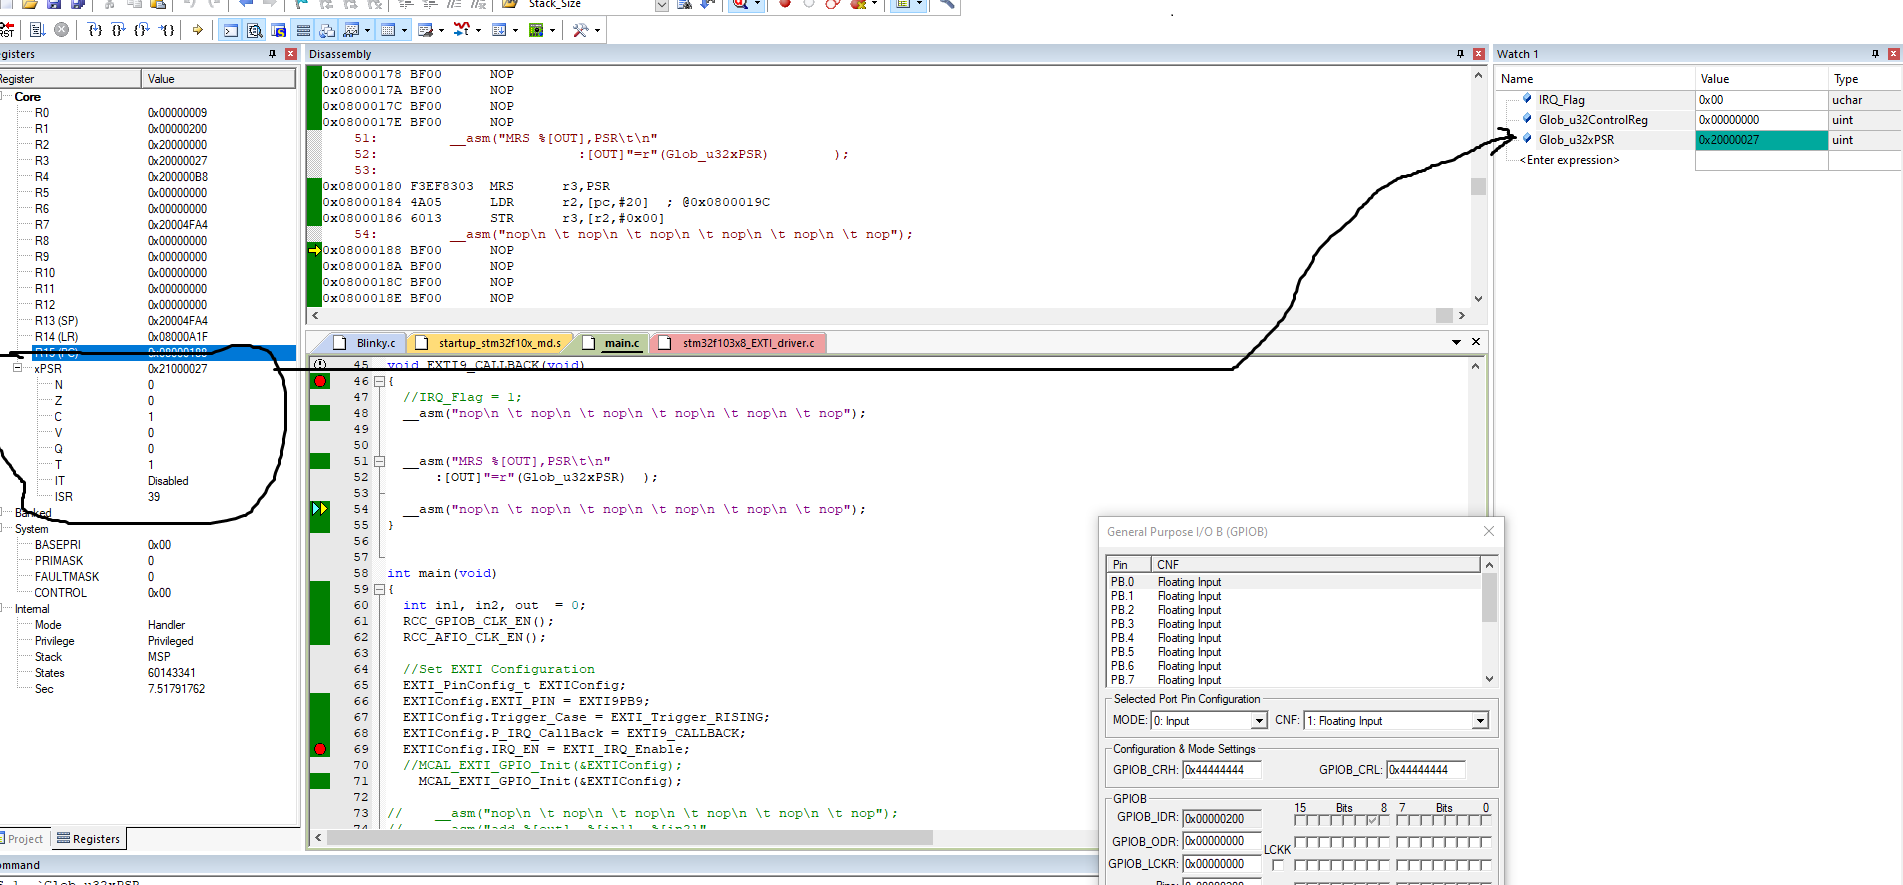 Stack_Size
RST
egisters
Disassembly
Watch 1
Register Value
Core
R0 0x00000009
R1 0x00000200
R2 0x20000000
R3 0x20000027
R4 0x200000B8
R5 0x00000000
R6 0x00000000
R7 0x20004FA4
R8 0x00000000
R9 0x00000000
R10 0x00000000
R11 0x00000000
R12 0x00000000
R13 (SP) 0x20004FA4
R14 (LR) 0x08000A1F
R15 (PC) 0x08000188
xPSR 0x21000027
N 0
Z 0
C 1
V 0
Q 0
T 1
IT Disabled
ISR 39
Banked
System
BASEPRI 0x00
PRIMASK 0
FAULTMASK 0
CONTROL 0x00
Internal
Mode Handler
Privilege Privileged
Stack MSP
States 60143341
Sec 7.51791762
Project Registers
ommand
0x08000178 BF00 NOP
0x0800017A BF00 NOP
0x0800017C BF00 NOP
0x0800017E BF00 NOP
51: __asm("MRS %[OUT],PSR\t\n"
52: :[OUT]"=r"(Glob_u32xPSR) );
53:
0x08000180 F3EF8303 MRS r3,PSR
0x08000184 4A05 LDR r2,[pc,#20] ; @0x0800019C
0x08000186 6013 STR r3,[r2,#0x00]
54: __asm("nop\n \t nop\n \t nop\n \t nop\n \t nop\n \t nop");
0x08000188 BF00 NOP
0x0800018A BF00 NOP
0x0800018C BF00 NOP
0x0800018E BF00 NOP
Blinky.c startup_stm32f10x_md.s main.c stm32f103x8_EXTI_driver.c
45 void EXTI9_CALLBACK(void)
46 {
47 //IRQ_Flag = 1;
48 __asm("nop\n \t nop\n \t nop\n \t nop\n \t nop\n \t nop");
49
50
51 __asm("MRS %[OUT],PSR\t\n"
52 :[OUT]"=r"(Glob_u32xPSR) );
53
54 __asm("nop\n \t nop\n \t nop\n \t nop\n \t nop\n \t nop");
55 }
56
57
58 int main(void)
59 {
60 int in1, in2, out = 0;
61 RCC_GPIOB_CLK_EN();
62 RCC_AFIO_CLK_EN();
63
64 //Set EXTI Configuration
65 EXTI_PinConfig_t EXTIConfig;
66 EXTIConfig.EXTI_PIN = EXTI9PB9;
67 EXTIConfig.Trigger_Case = EXTI_Trigger_RISING;
68 EXTIConfig.P_IRQ_CallBack = EXTI9_CALLBACK;
69 EXTIConfig.IRQ_EN = EXTI_IRQ_Enable;
70 //MCAL_EXTI_GPIO_Init(&EXTIConfig);
71 MCAL_EXTI_GPIO_Init(&EXTIConfig);
72
73 // __asm("nop\n \t nop\n \t nop\n \t nop\n \t nop\n \t nop");
Name Value Type
IRQ_Flag 0x00 uchar
Glob_u32ControlReg 0x00000000 uint
Glob_u32xPSR 0x20000027 uint
<Enter expression>
General Purpose I/O B (GPIOB)
Pin CNF
PB.0 Floating Input
PB.1 Floating Input
PB.2 Floating Input
PB.3 Floating Input
PB.4 Floating Input
PB.5 Floating Input
PB.6 Floating Input
PB.7 Floating Input
Selected Port Pin Configuration
MODE: 0: Input CNF: 1: Floating Input
Configuration & Mode Settings
GPIOB_CRH: 0x44444444 GPIOB_CRL: 0x44444444
GPIOB
15 Bits 8 7 Bits 0
GPIOB_IDR: 0x00000200
GPIOB_ODR: 0x00000000
LCKK
GPIOB_LCKR: 0x00000000